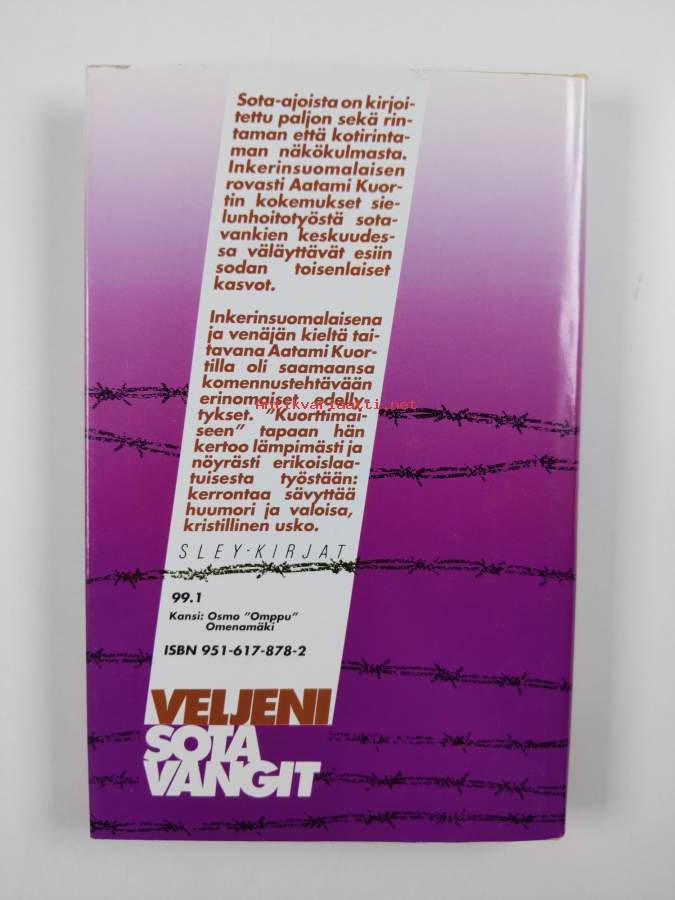 Sota-ajoista on kirjoi-
tettu paljon sekä rin-
taman että kotirinta-
man näkökulmasta.
Inkerinsuomalaisen
rovasti Aatami Kuor-
tin kokemukset sie-
lunhoitotyöstä sota-
vankien keskuudes-
sa väläyttävät esiin
sodan toisenlaiset
kasvot.
Inkerinsuomalaisena
ja venäjän kieltä tai-
tavana Aatami Kuor-
tilla oli saamaansa
komennustehtävään
erinomaiset edelly-
Antikvariaatti.net
tykset. "Kuorttimai-
seen" tapaan hän
kertoo lämpimästi ja
nöyrästi erikoislaa-
tuisesta työstään:
kerrontaa sävyttää
huumori ja valoisa,
kristillinen usko.
SLEY-KIRJAT
99.1
Kansi: Osmo "Omppu"
Omenamäki
ISBN 951-617-878-2
VELJENI
SOTA
VANGIT